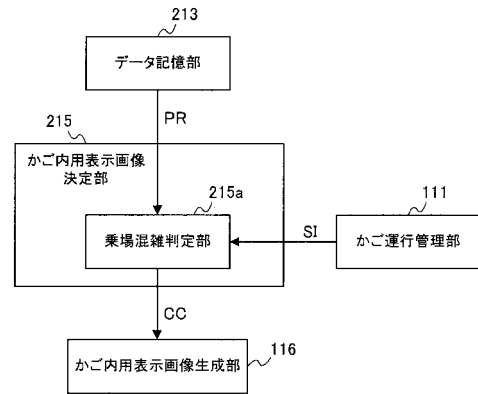 213
データ記憶部
PR
215
かご内用表示画像
決定部
215a
乗場混雑判定部
111
かご運行管理部
SI
CC
かご内用表示画像生成部
116